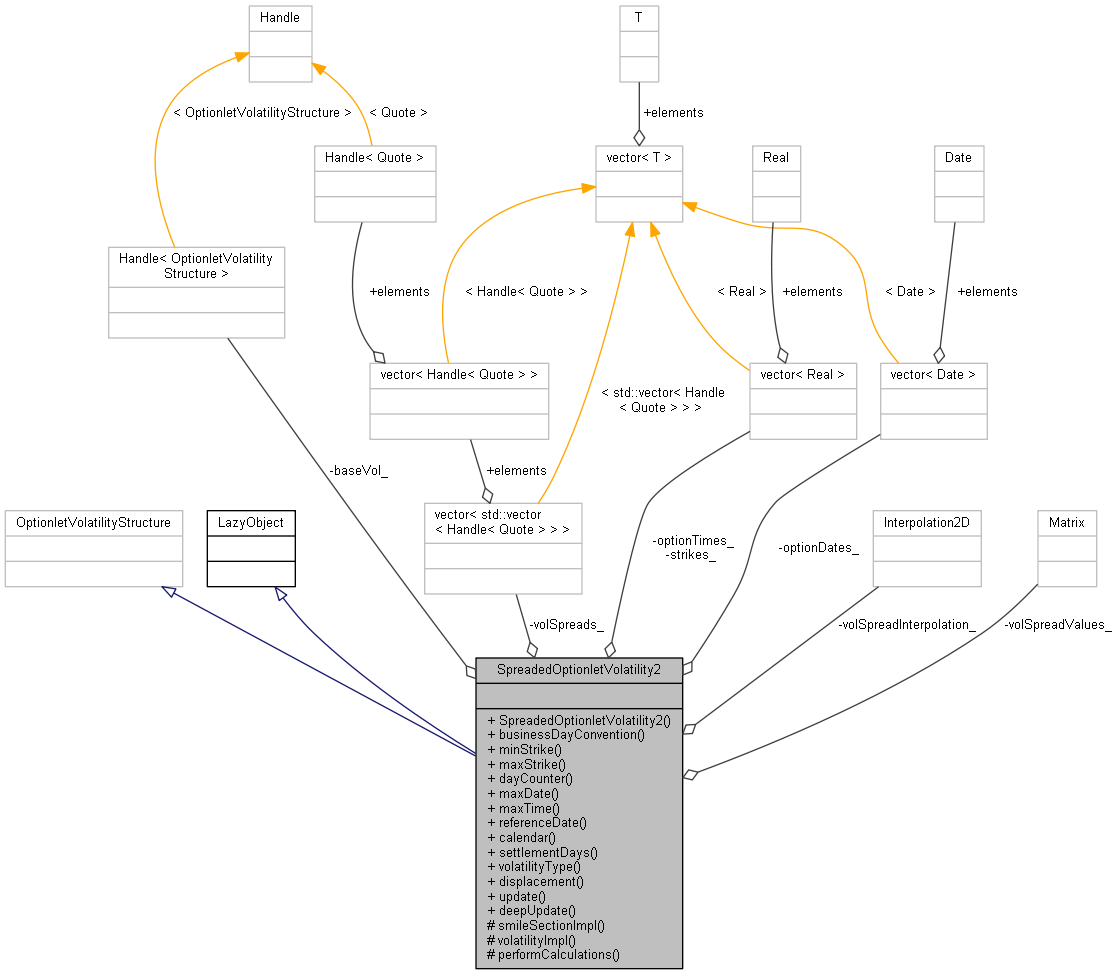 Handle
T
< OptionletVolatilityStructure >
< Quote >
+elements
Handle< Quote >
vector< T >
Real
Date
Handle< OptionletVolatility
Structure >
+elements
< Handle< Quote > >
< Real >
+elements
< Date >
+elements
vector< Handle< Quote > >
vector< Real >
vector< Date >
< std::vector< Handle
< Quote > > >
-baseVol_
+elements
OptionletVolatilityStructure
LazyObject
vector< std::vector
< Handle< Quote > > >
Interpolation2D
Matrix
-optionTimes_
-strikes_
-optionDates_
-volSpreads_
-volSpreadInterpolation_
-volSpreadValues_
SpreadedOptionletVolatility2
+ SpreadedOptionletVolatility2()
+ businessDayConvention()
+ minStrike()
+ maxStrike()
+ dayCounter()
+ maxDate()
+ maxTime()
+ referenceDate()
+ calendar()
+ settlementDays()
+ volatilityType()
+ displacement()
+ update()
+ deepUpdate()
# smileSectionImpl()
# volatilityImpl()
# performCalculations()